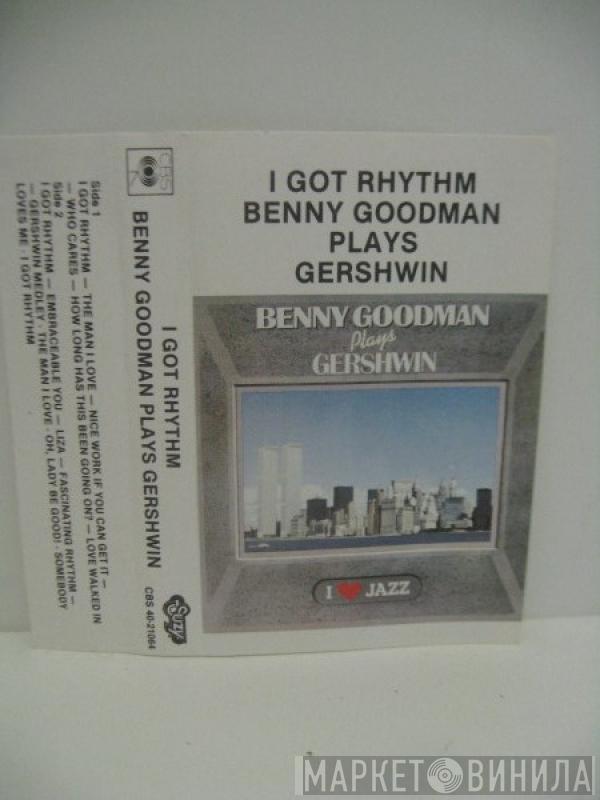 I GOT RHYTHM
BENNY GOODMAN
PLAYS
GERSHWIN
BENNY GOODMAN
Plays
GERSHWIN
I ♥ JAZZ
CBS
I GOT RHYTHM
BENNY GOODMAN PLAYS GERSHWIN
CBS 40-21064
SUZY
Side 1
I GOT RHYTHM — THE MAN I LOVE — NICE WORK IF YOU CAN GET IT —
— WHO CARES — HOW LONG HAS THIS BEEN GOING ON? — LOVE WALKED IN
Side 2
I GOT RHYTHM — EMBRACEABLE YOU — LIZA — FASCINATING RHYTHM —
— GERSHWIN MEDLEY - THE MAN I LOVE - OH, LADY BE GOOD! - SOMEBODY
LOVES ME - I GOT RHYTHM
МАРКЕТ ВИНИЛА